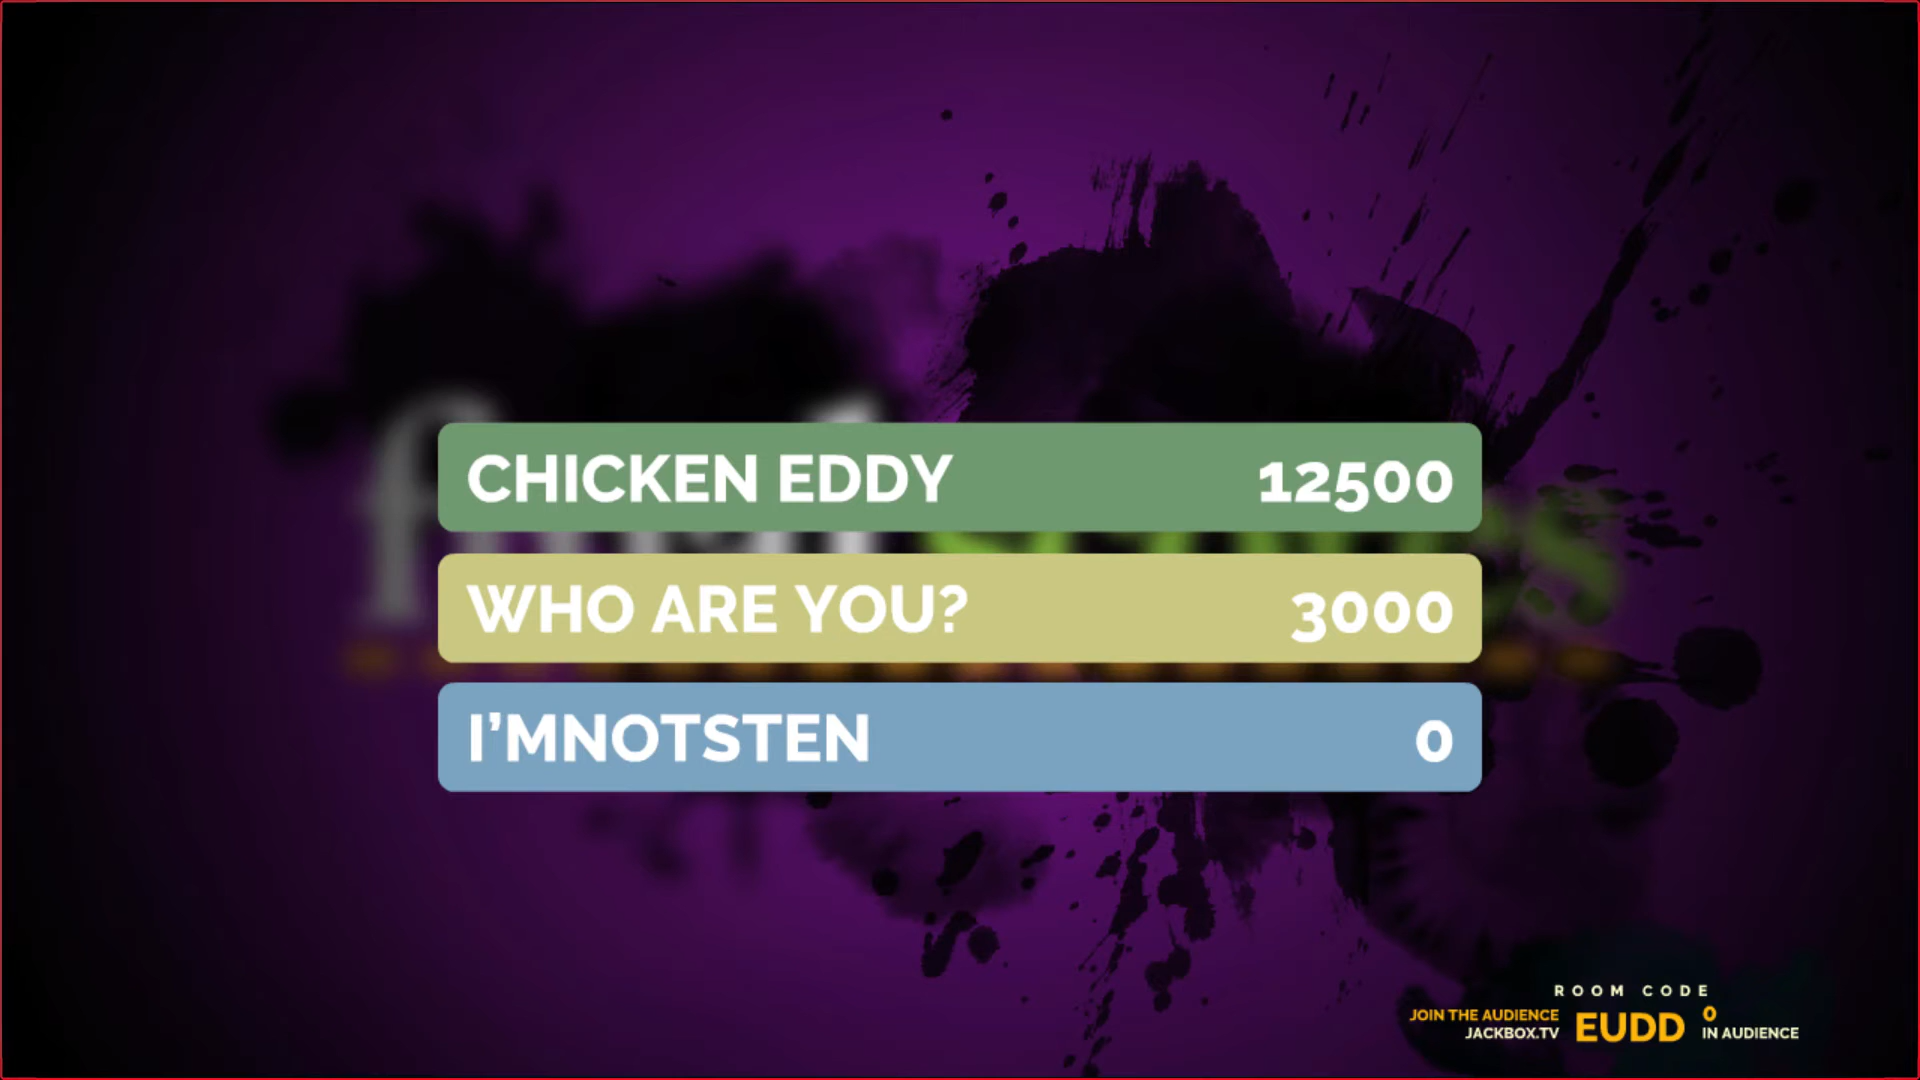 CHICKEN EDDY 12500
WHO ARE YOU? 3000
I’MNOTSTEN 0
ROOM CODE
JOIN THE AUDIENCE
JACKBOX.TV
EUDD
0
IN AUDIENCE